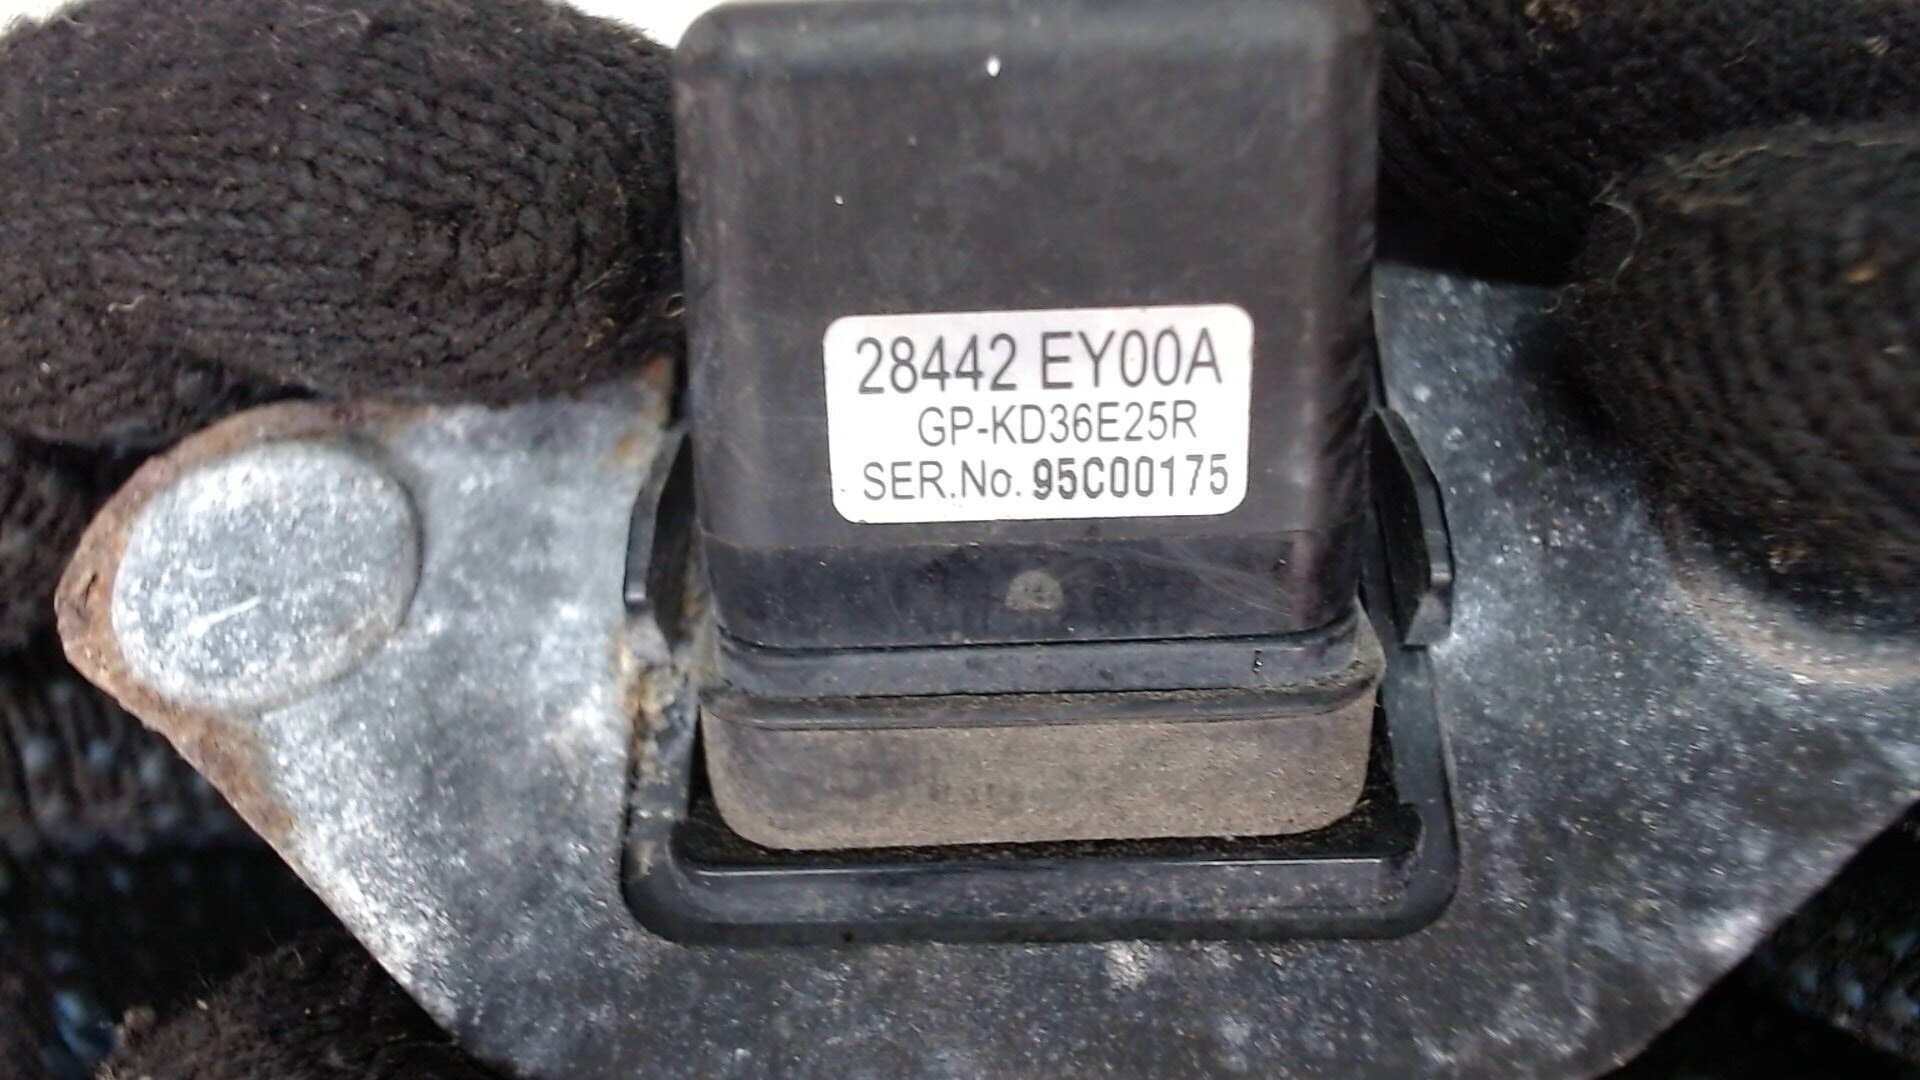 28442 EY00A
GP-KD36E25R
SER.No. 95C00175